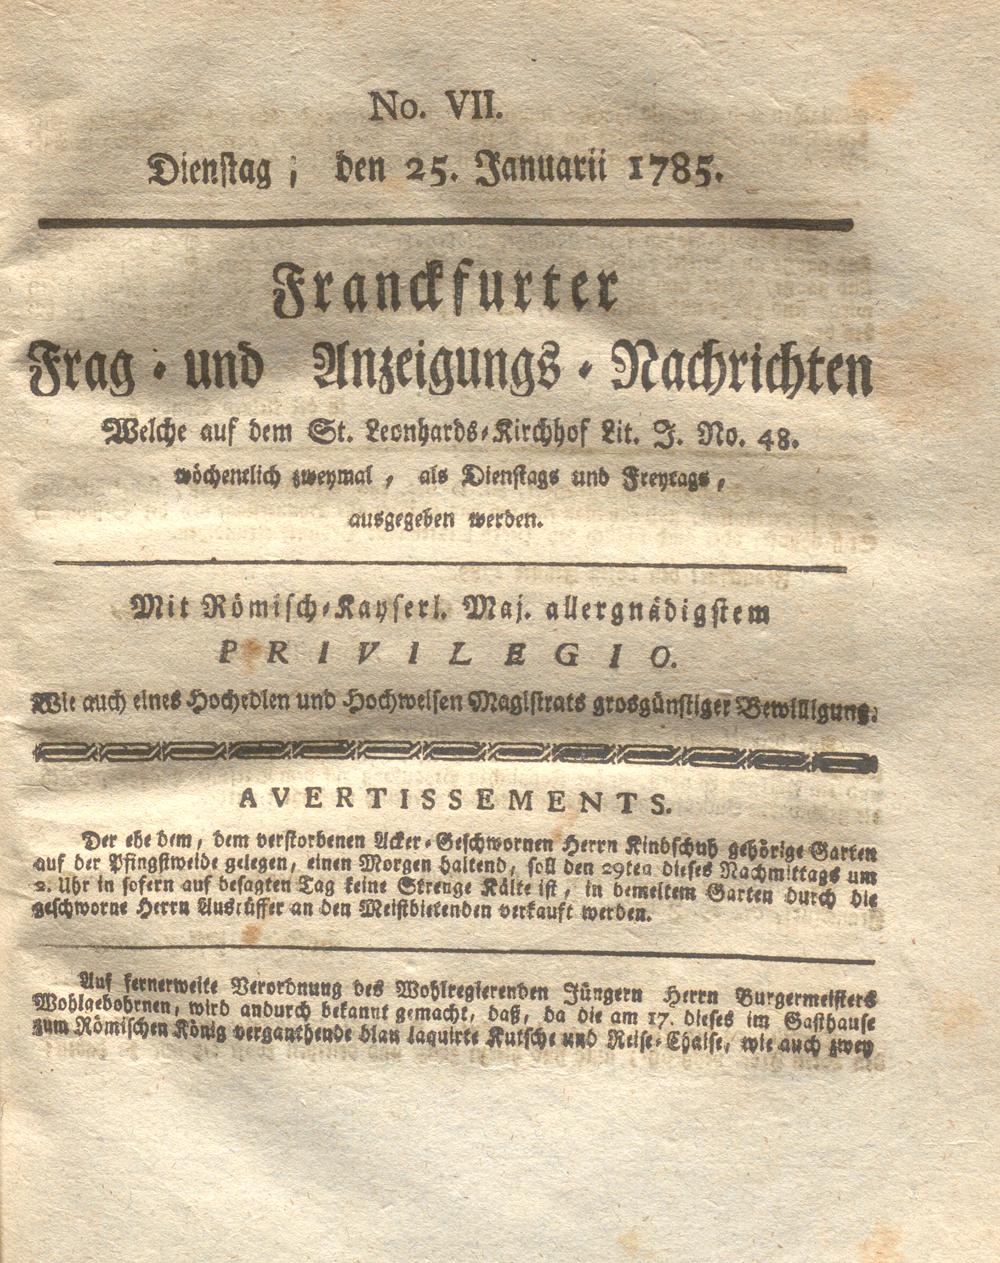 No. VII.
Dienstag, den 25. Januarii 1785.
Franckfurter
Frag- und Anzeigungs-Nachrichten
Welche auf dem St. Leonhards-Kirchhof Lit. J. No. 48.
wöchentlich zweymal, als Dienstags und Freytags,
ausgegeben werden.
Mit Römisch-Kayserl. Maj. allergnädigstem
PRIVILEGIO.
Wie auch eines Hochedlen und Hochweisen Magistrats grosgünstiger Bewilligung.
AVERTISSEMENTS.
Der ehe dem, dem verstorbenen Acker-Geschwornen Herrn Kindschuh gehörige Garten
auf der Pfingstweide gelegen, einen Morgen haltend, soll den 29ten dieses Nachmittags um
2. Uhr in sofern auf besagten Tag keine Strenge Kälte ist, in bemeltem Garten durch die
geschworne Herrn Ausrüffer an den Meistbietenden verkauft werden.
Auf fernerweite Verordnung des Wohlregierenden Jüngern Herrn Burgermeisters
Wohlgebohrnen, wird andurch bekannt gemacht, daß, da die am 17. dieses im Gasthause
zum Römischen König verganthende blau laquirte Kutsche und Reise-Chaise, wie auch zwey